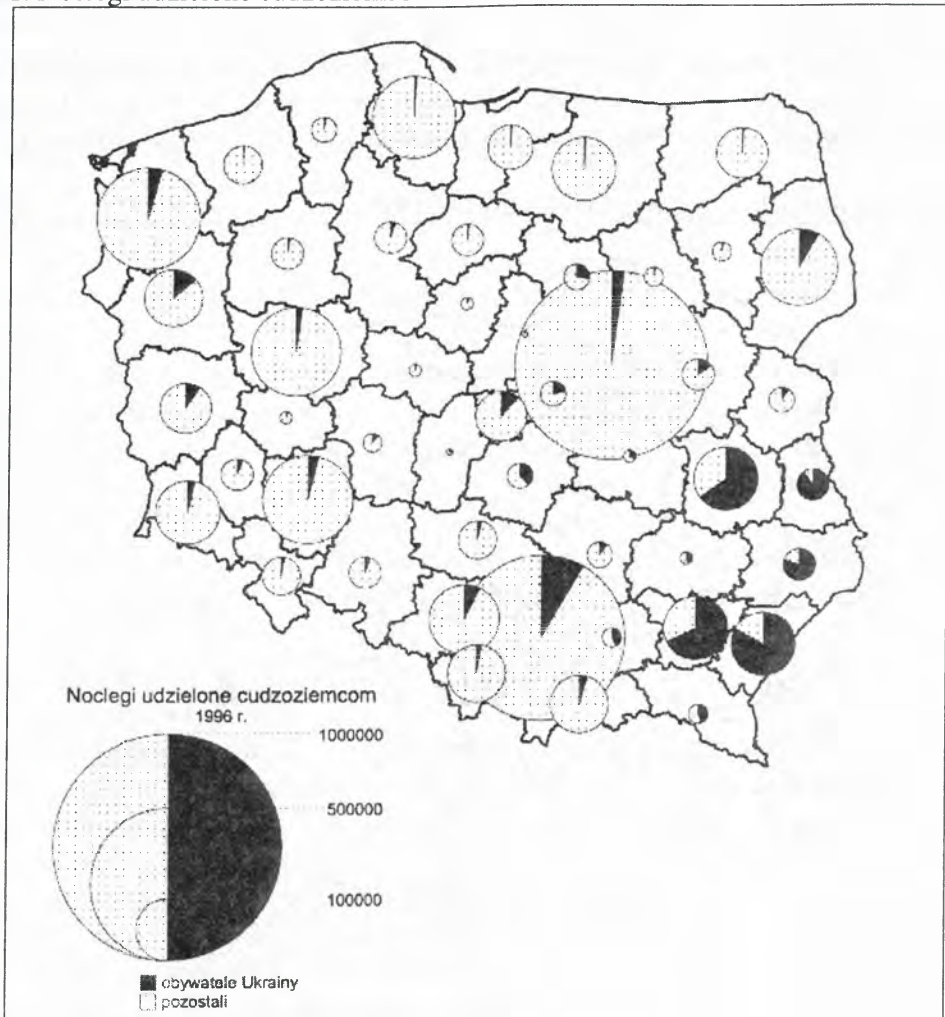 Noclegi udzielone cudzoziemcom
1996 r.
1000000
500000
100000
obywatele Ukrainy
pozostali